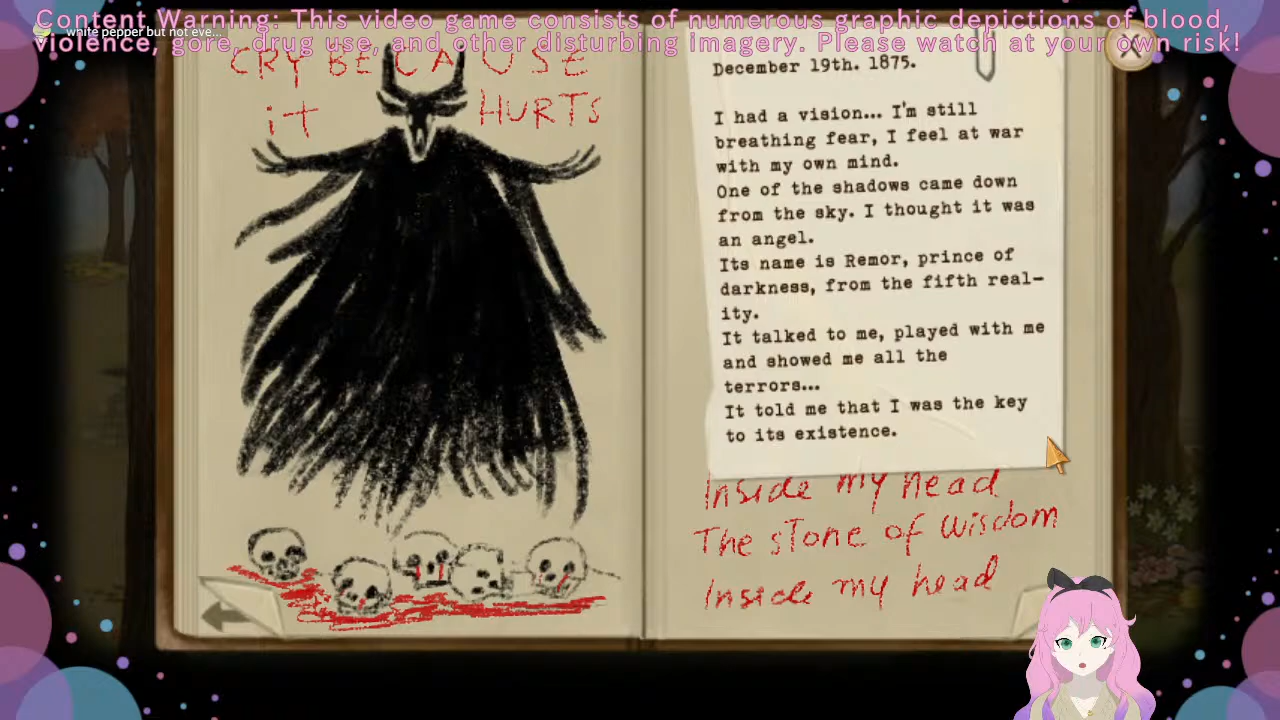 Content Warning: This video game consists of numerous graphic depictions of blood,
white pepper but not eve...
violence, gore, drug use, and other disturbing imagery. Please watch at your own risk!
CRY BECAUSE
it HURTS
December 19th. 1875.
I had a vision... I'm still
breathing fear, I feel at war
with my own mind.
One of the shadows came down
from the sky. I thought it was
an angel.
Its name is Remor, prince of
darkness, from the fifth real-
ity.
It talked to me, played with me
and showed me all the
terrors...
It told me that I was the key
to its existence.
Inside my head
The sTone of wisdom
Inside my head